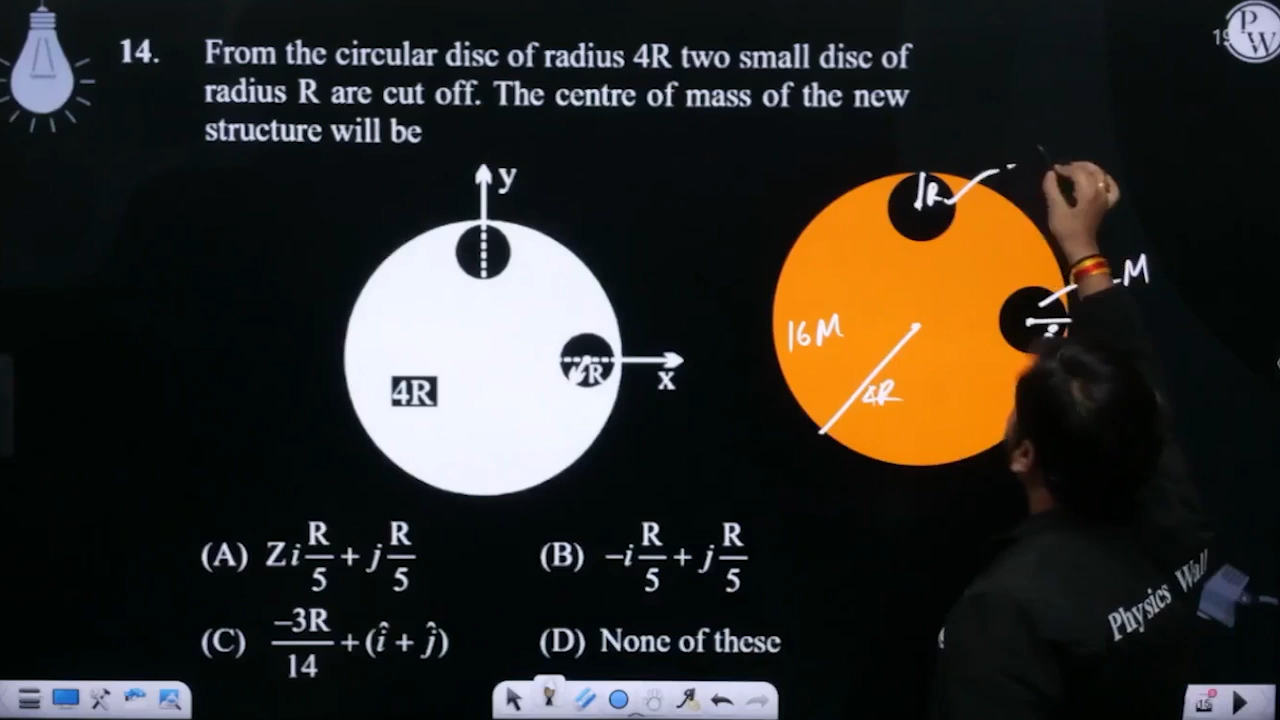 14. From the circular disc of radius 4R two small disc of
radius R are cut off. The centre of mass of the new
structure will be
y
x
R
4R
R
M
16M
4R
(A) Zi R/5 + j R/5
(B) –i R/5 + j R/5
(C) –3R/14 + (î + ĵ)
(D) None of these
PW
Physics Wall